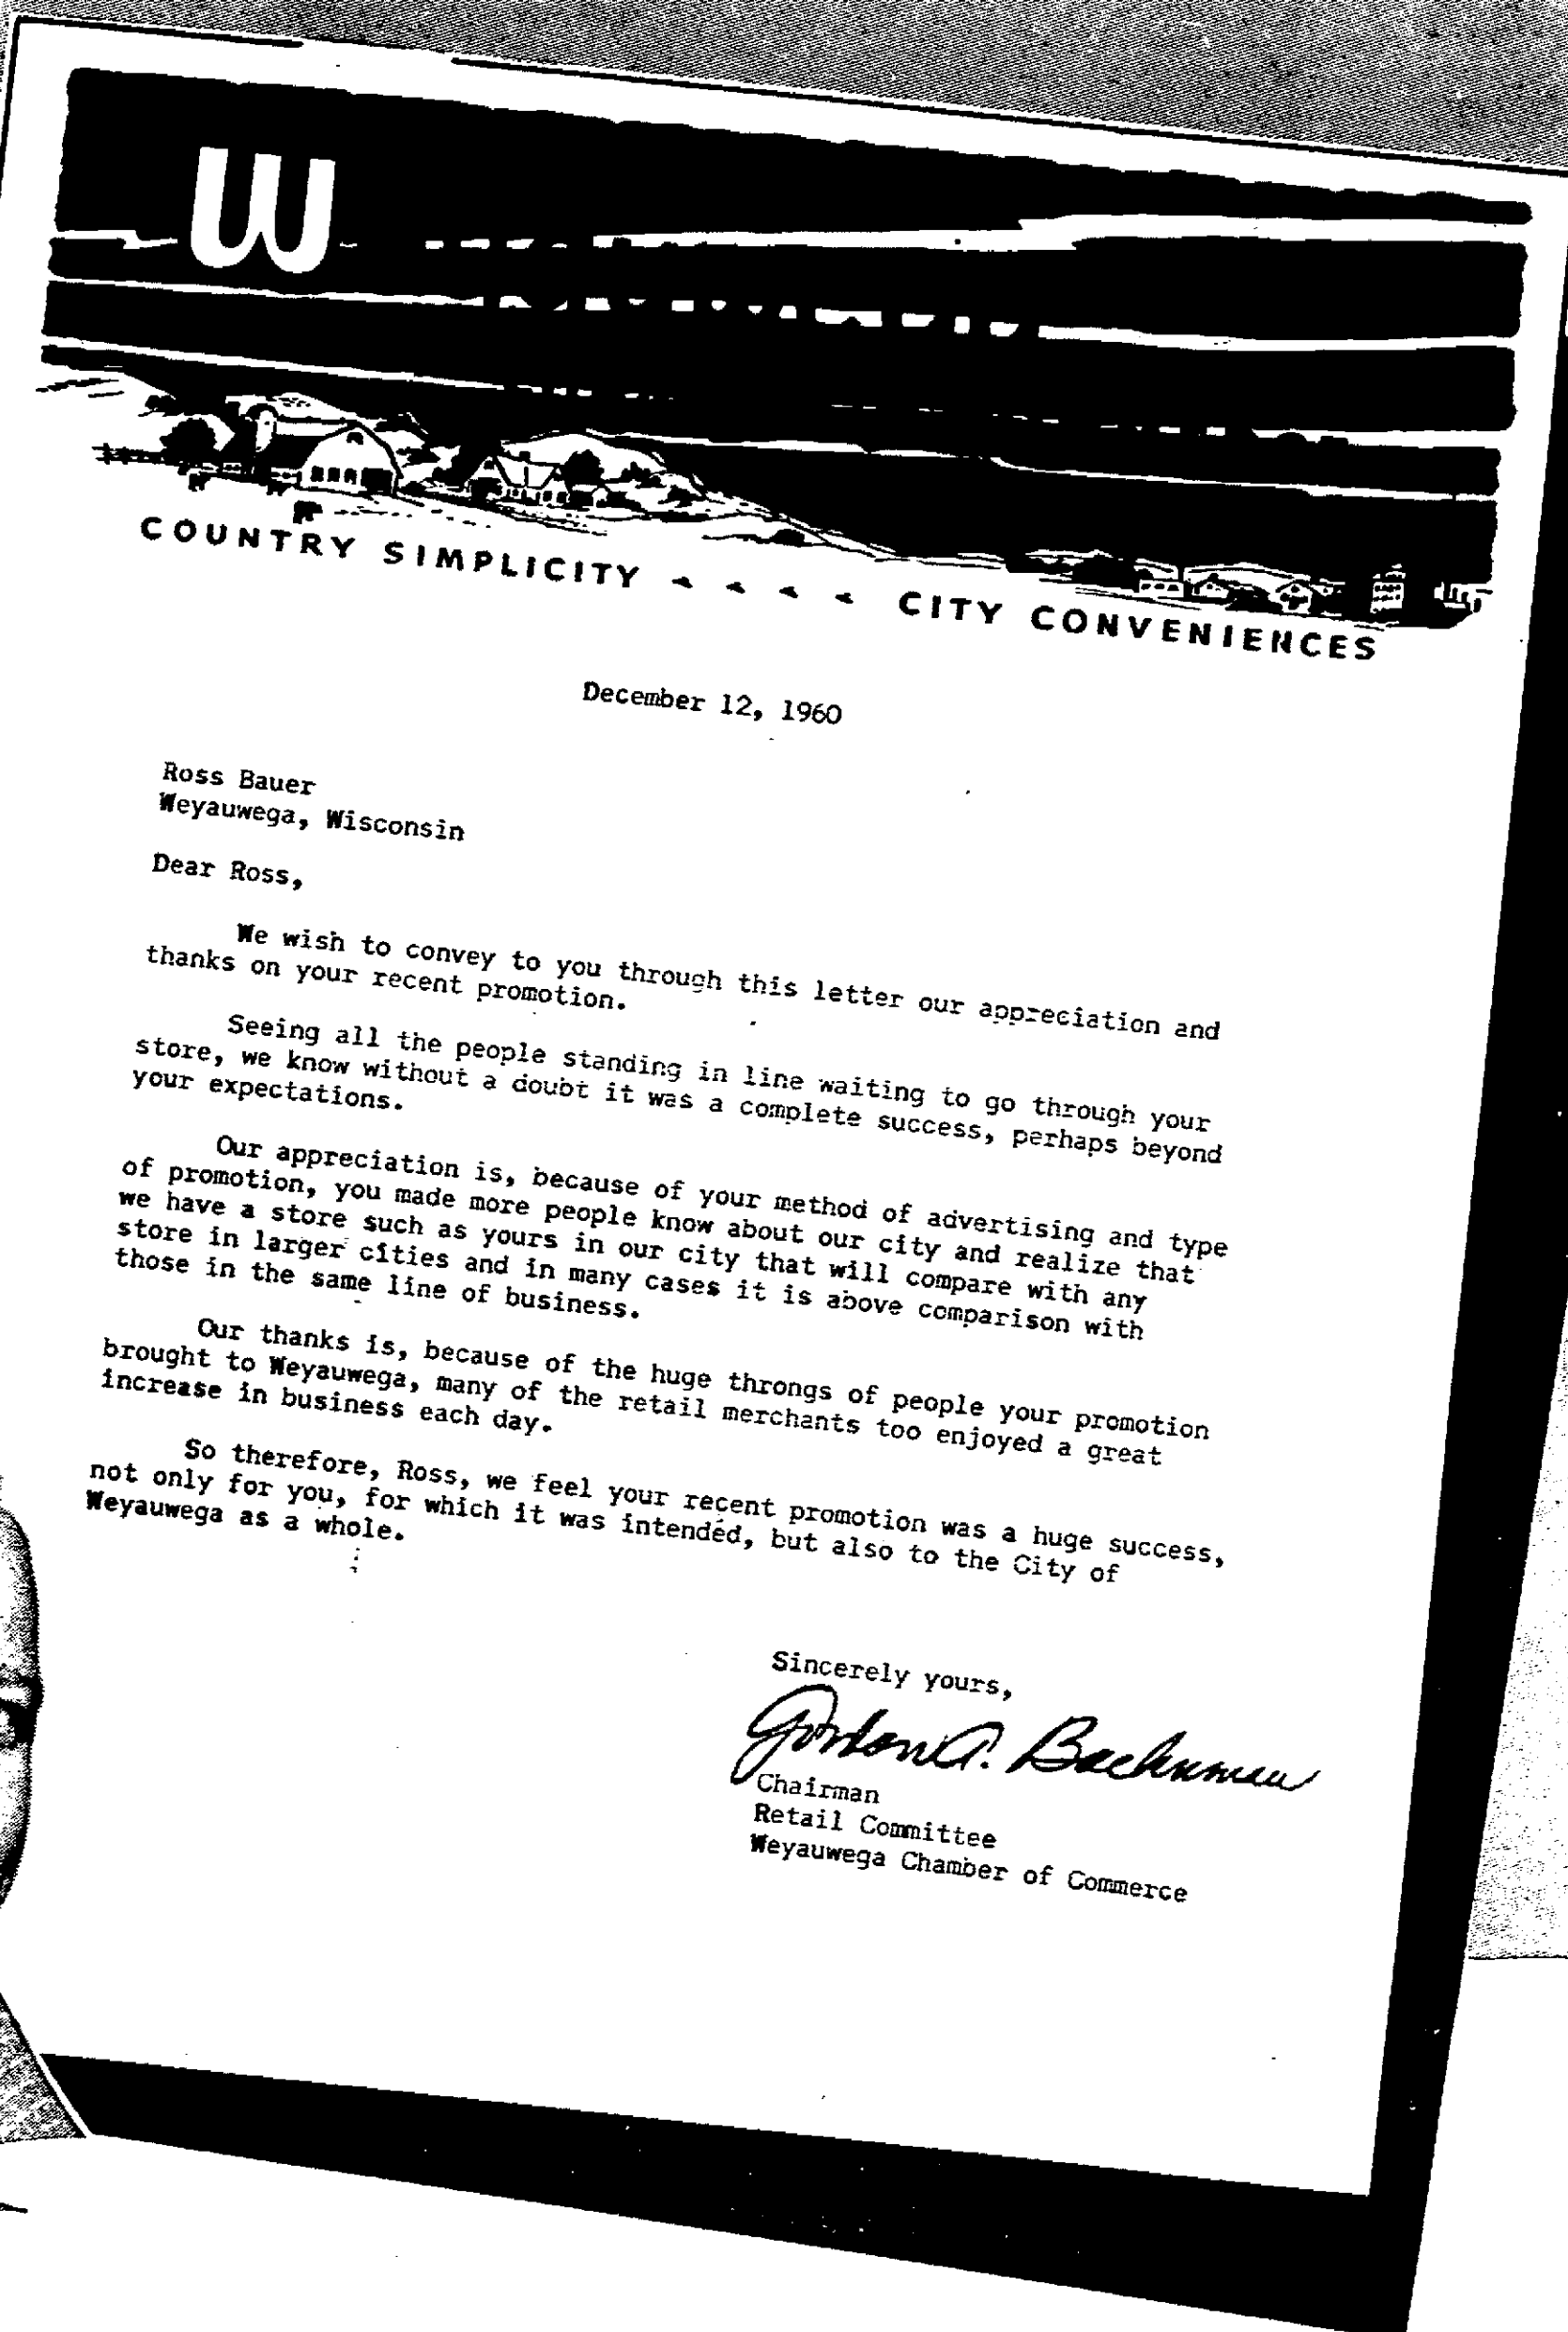 W
COUNTRY SIMPLICITY . . . . CITY CONVENIENCES
December 12, 1960
Ross Bauer
Weyauwega, Wisconsin
Dear Ross,
We wish to convey to you through this letter our appreciation and
thanks on your recent promotion.
Seeing all the people standing in line waiting to go through your
store, we know without a doubt it was a complete success, perhaps beyond
your expectations.
Our appreciation is, because of your method of advertising and type
of promotion, you made more people know about our city and realize that
we have a store such as yours in our city that will compare with any
store in larger cities and in many cases it is above comparison with
those in the same line of business.
Our thanks is, because of the huge throngs of people your promotion
brought to Weyauwega, many of the retail merchants too enjoyed a great
increase in business each day.
So therefore, Ross, we feel your recent promotion was a huge success,
not only for you, for which it was intended, but also to the City of
Weyauwega as a whole.
Sincerely yours,
Gordon A.
Chairman
Retail Committee
Weyauwega Chamber of Commerce